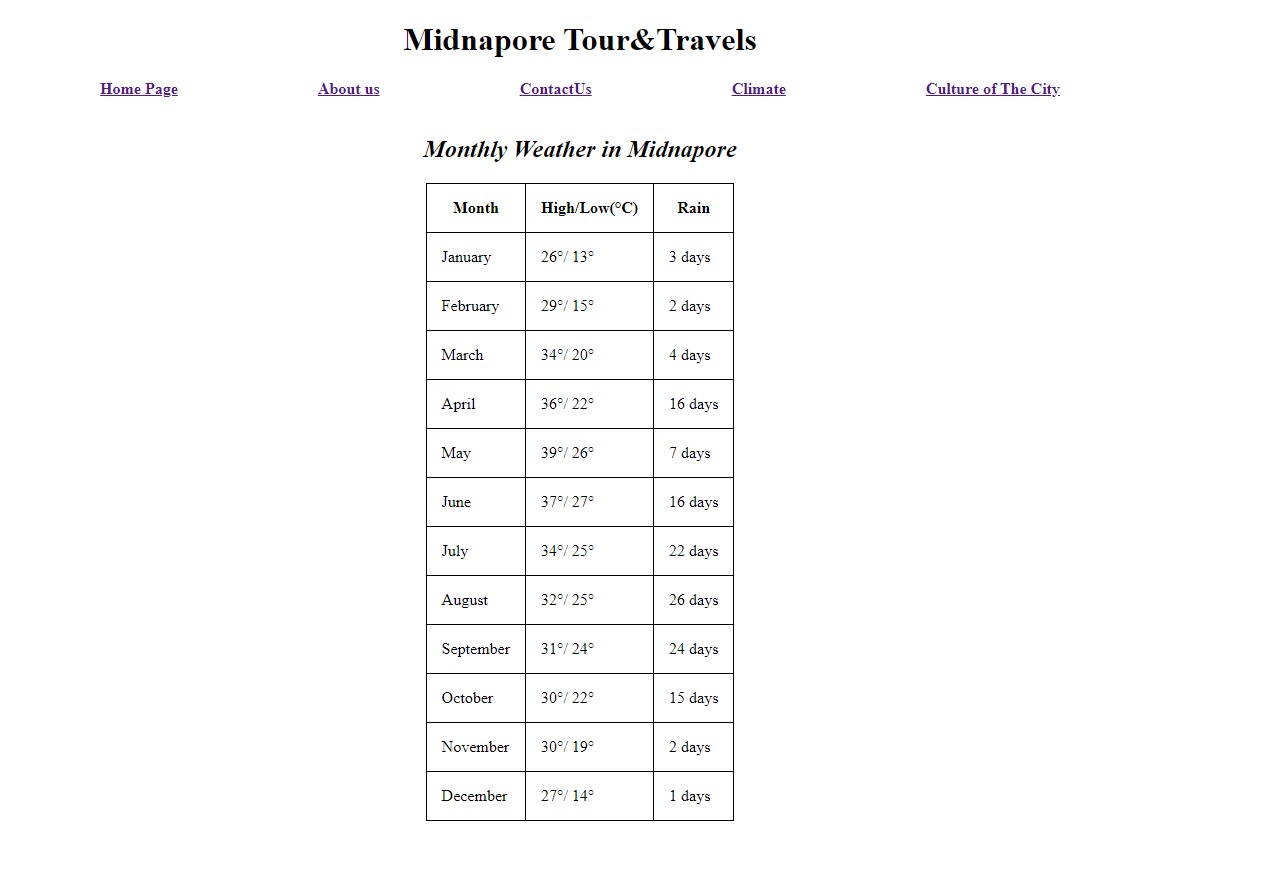 Midnapore Tour&Travels
Home Page About us ContactUs Climate Culture of The City
Monthly Weather in Midnapore
Month High/Low(°C) Rain
January 26°/ 13° 3 days
February 29°/ 15° 2 days
March 34°/ 20° 4 days
April 36°/ 22° 16 days
May 39°/ 26° 7 days
June 37°/ 27° 16 days
July 34°/ 25° 22 days
August 32°/ 25° 26 days
September 31°/ 24° 24 days
October 30°/ 22° 15 days
November 30°/ 19° 2 days
December 27°/ 14° 1 days